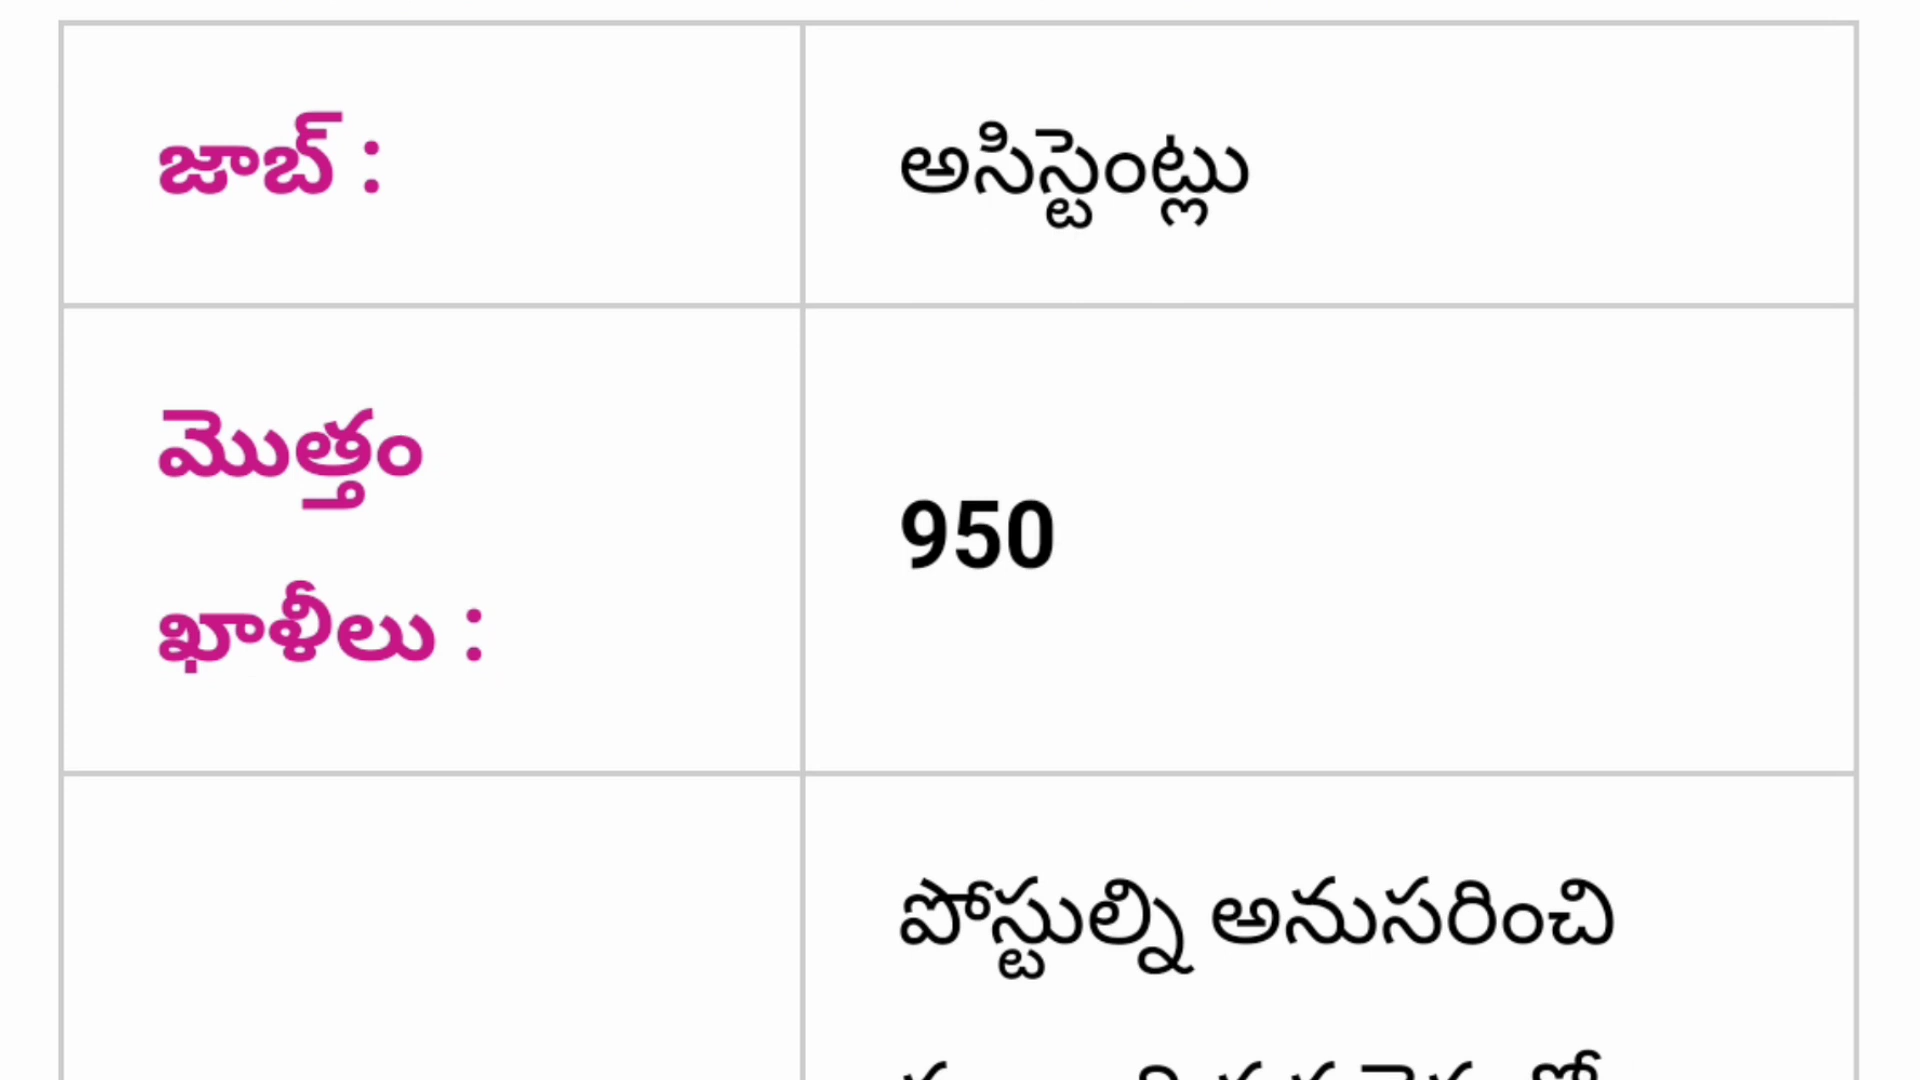 జాబ్ :
అసిస్టెంట్లు
మొత్తం
ఖాళీలు :
950
పోస్టుల్ని అనుసరించి